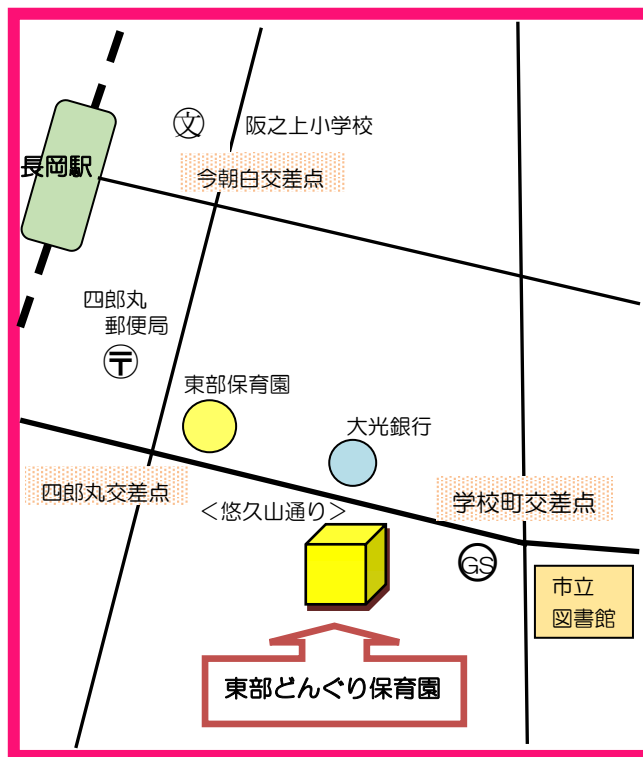 ㊫
阪之上小学校
長岡駅
今朝白交差点
四郎丸
郵便局
〒
東部保育園
大光銀行
四郎丸交差点
<悠久山通り>
学校町交差点
GS
市立
図書館
東部どんぐり保育園